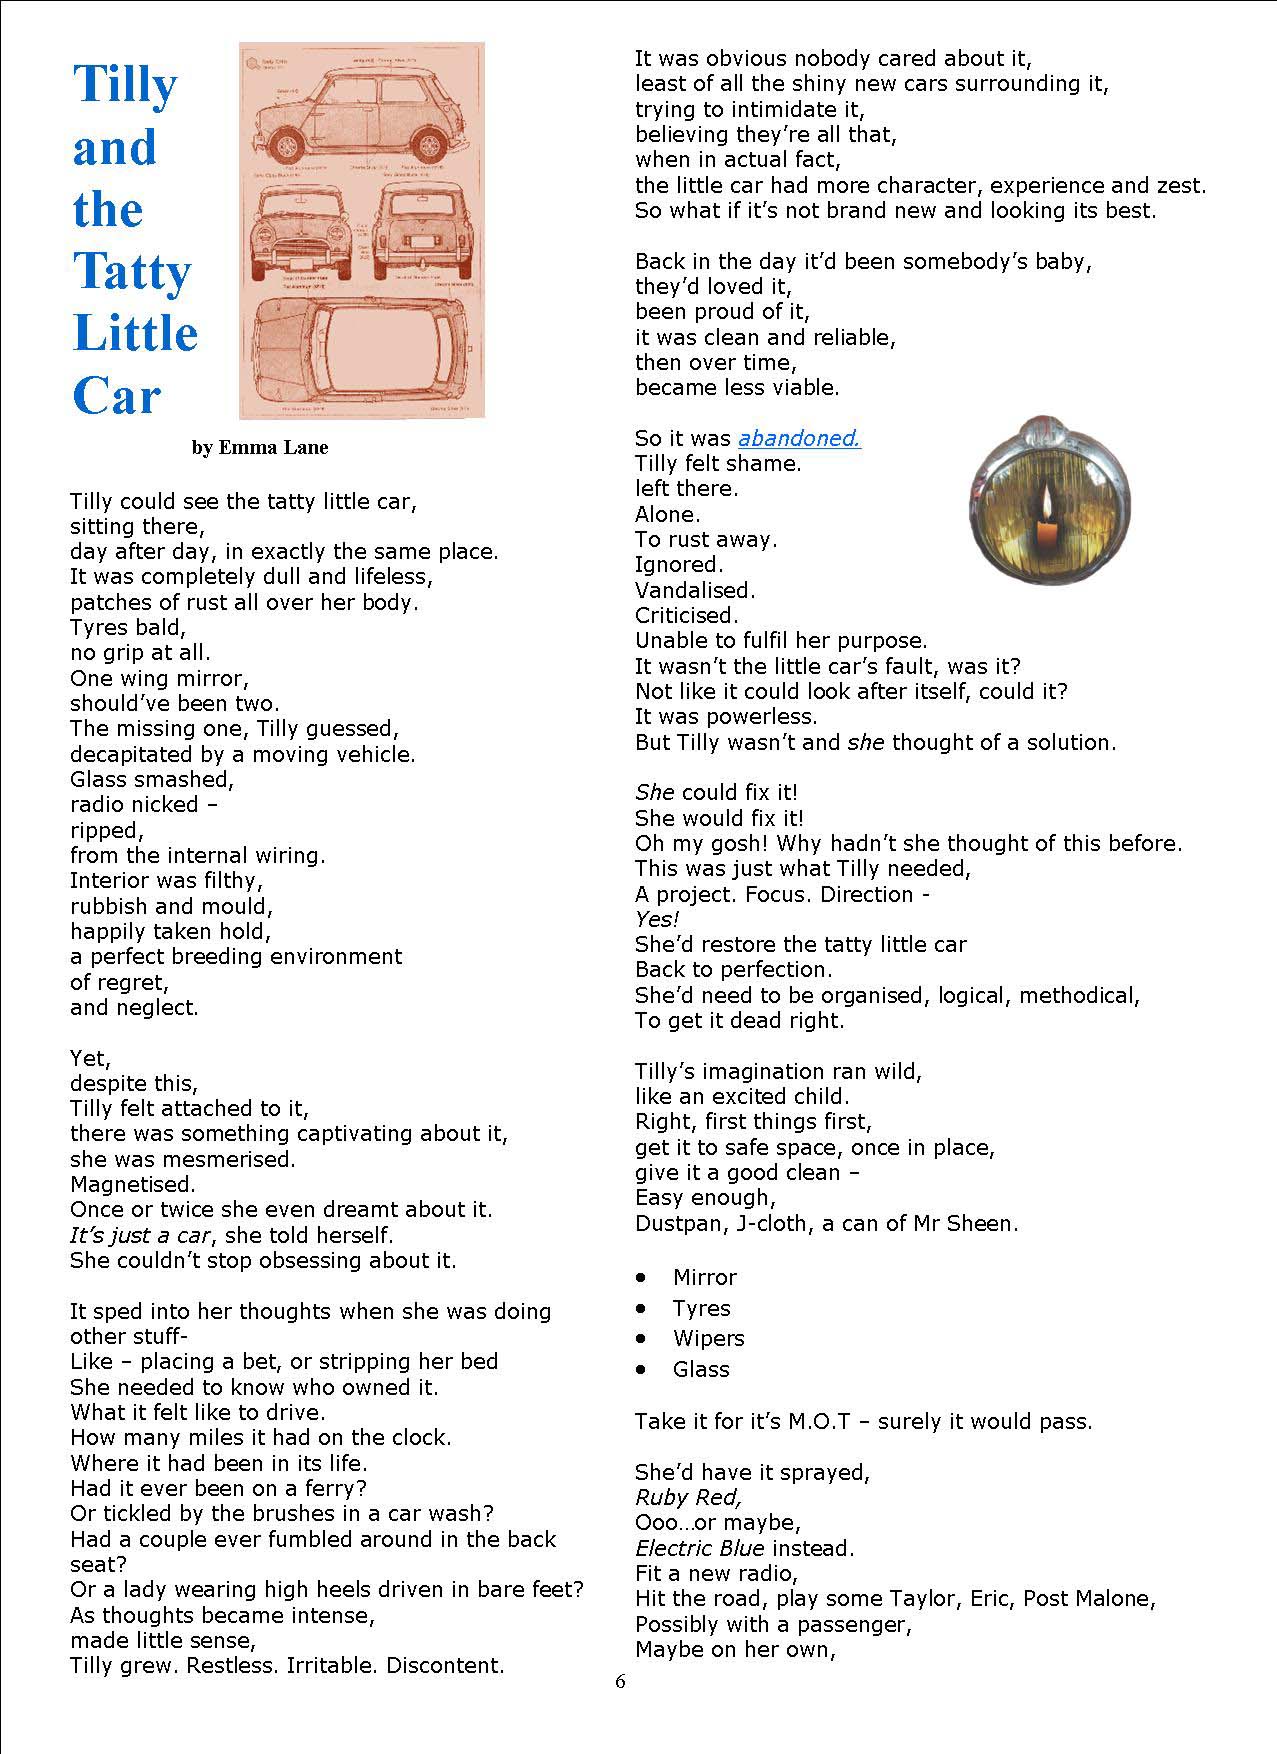 Tilly
and
the
Tatty
Little
Car
by Emma Lane
Tilly could see the tatty little car,
sitting there,
day after day, in exactly the same place.
It was completely dull and lifeless,
patches of rust all over her body.
Tyres bald,
no grip at all.
One wing mirror,
should’ve been two.
The missing one, Tilly guessed,
decapitated by a moving vehicle.
Glass smashed,
radio nicked –
ripped,
from the internal wiring.
Interior was filthy,
rubbish and mould,
happily taken hold,
a perfect breeding environment
of regret,
and neglect.
Yet,
despite this,
Tilly felt attached to it,
there was something captivating about it,
she was mesmerised.
Magnetised.
Once or twice she even dreamt about it.
It’s just a car, she told herself.
She couldn’t stop obsessing about it.
It sped into her thoughts when she was doing
other stuff-
Like – placing a bet, or stripping her bed
She needed to know who owned it.
What it felt like to drive.
How many miles it had on the clock.
Where it had been in its life.
Had it ever been on a ferry?
Or tickled by the brushes in a car wash?
Had a couple ever fumbled around in the back
seat?
Or a lady wearing high heels driven in bare feet?
As thoughts became intense,
made little sense,
Tilly grew. Restless. Irritable. Discontent.
It was obvious nobody cared about it,
least of all the shiny new cars surrounding it,
trying to intimidate it,
believing they’re all that,
when in actual fact,
the little car had more character, experience and zest.
So what if it’s not brand new and looking its best.
Back in the day it’d been somebody’s baby,
they’d loved it,
been proud of it,
it was clean and reliable,
then over time,
became less viable.
So it was abandoned.
Tilly felt shame.
left there.
Alone.
To rust away.
Ignored.
Vandalised.
Criticised.
Unable to fulfil her purpose.
It wasn’t the little car’s fault, was it?
Not like it could look after itself, could it?
It was powerless.
But Tilly wasn’t and she thought of a solution.
She could fix it!
She would fix it!
Oh my gosh! Why hadn’t she thought of this before.
This was just what Tilly needed,
A project. Focus. Direction -
Yes!
She’d restore the tatty little car
Back to perfection.
She’d need to be organised, logical, methodical,
To get it dead right.
Tilly’s imagination ran wild,
like an excited child.
Right, first things first,
get it to safe space, once in place,
give it a good clean –
Easy enough,
Dustpan, J-cloth, a can of Mr Sheen.
• Mirror
• Tyres
• Wipers
• Glass
Take it for it’s M.O.T – surely it would pass.
She’d have it sprayed,
Ruby Red,
Ooo…or maybe,
Electric Blue instead.
Fit a new radio,
Hit the road, play some Taylor, Eric, Post Malone,
Possibly with a passenger,
Maybe on her own,
6